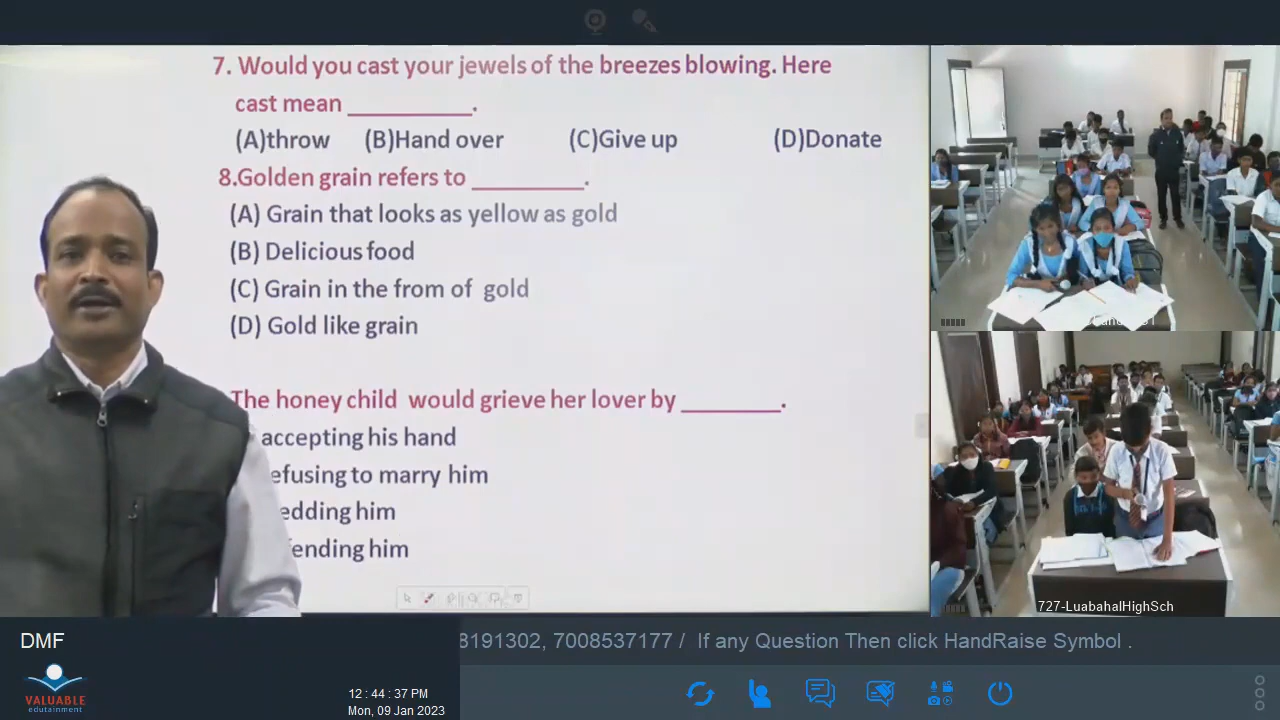 7. Would you cast your jewels of the breezes blowing. Here
cast mean __________.
(A)throw (B)Hand over (C)Give up (D)Donate
8.Golden grain refers to _________.
(A) Grain that looks as yellow as gold
(B) Delicious food
(C) Grain in the from of gold
(D) Gold like grain
The honey child would grieve her lover by ________.
accepting his hand
efusing to marry him
edding him
fending him
727-LuabahalHighSch
DMF
8191302, 7008537177 / If any Question Then click HandRaise Symbol .
VALUABLE
edutainment
12 : 44 : 37 PM
Mon, 09 Jan 2023